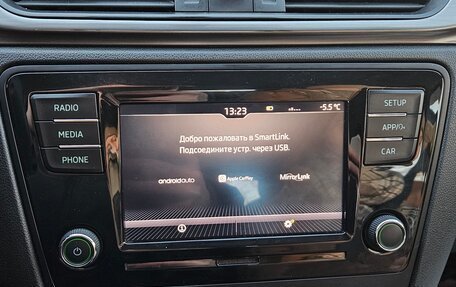 RADIO
MEDIA
PHONE
13:23
-5.5°C
Добро пожаловать в SmartLink.
Подсоедините устр. через USB.
androidauto
Apple CarPlay
MirrorLink
SETUP
APP/
CAR